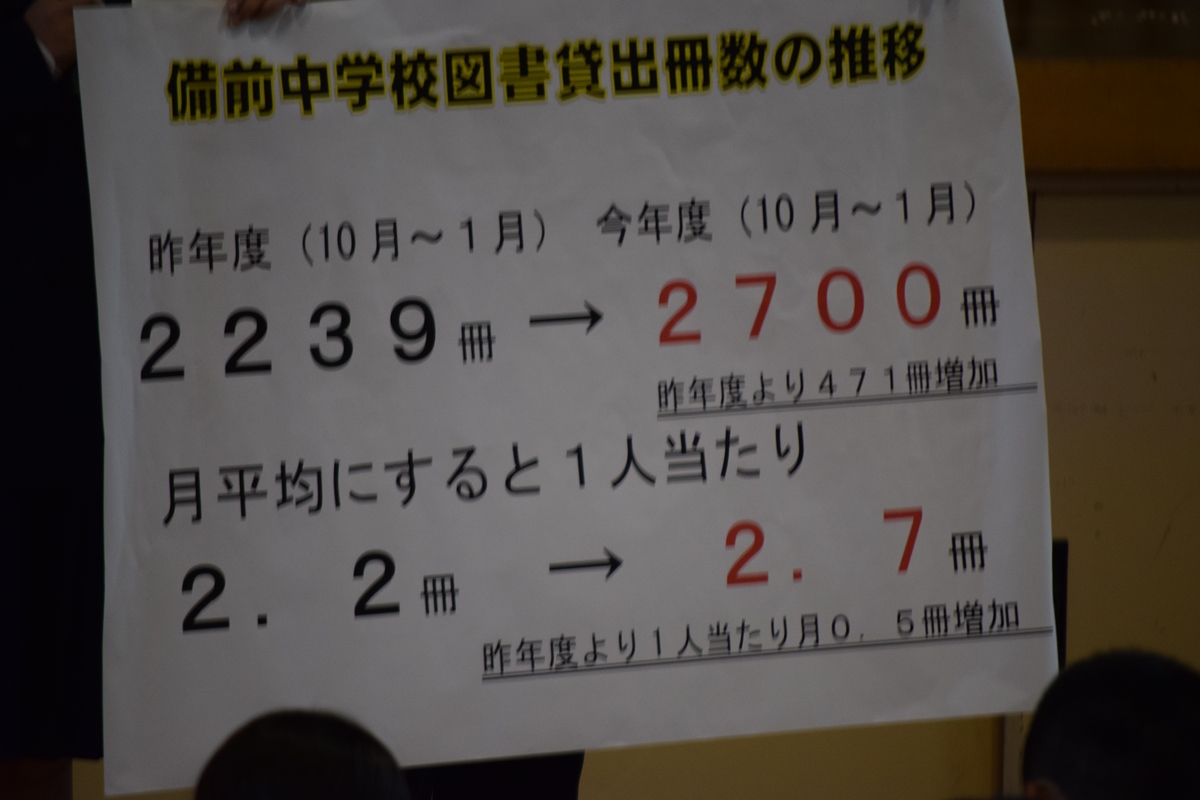 備前中学校図書貸出冊数の推移
昨年度（10月～１月）　今年度（10月～１月）
２２３９冊　→　２７００冊
昨年度より４７１冊増加
月平均にすると１人当たり
２．２冊　→　２．７冊
昨年度より１人当たり月０．５冊増加